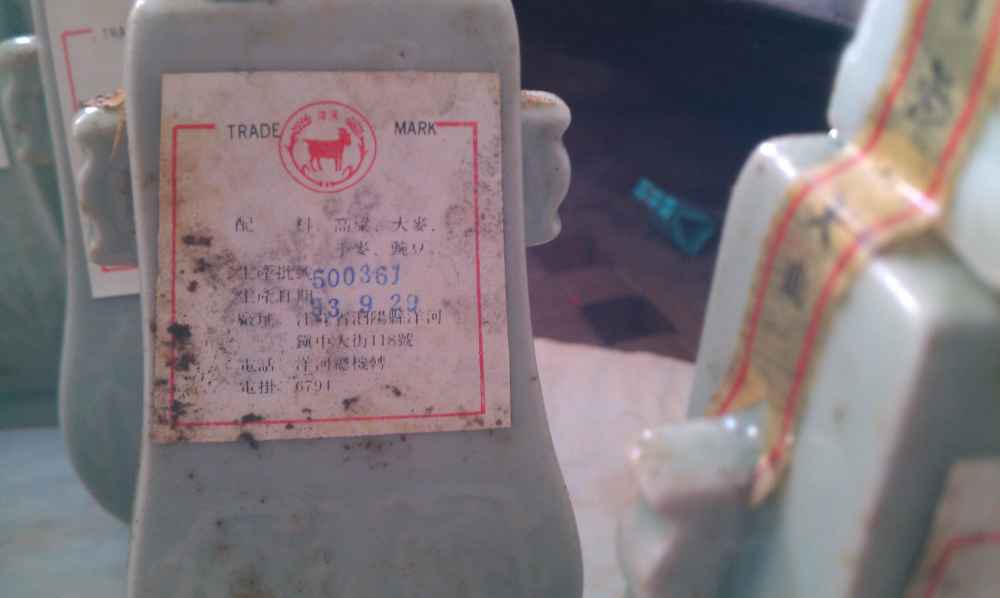 TRADE MARK
配 料 高粱、大麥、
小麥、豌豆
生產批號 500361
生產日期 93.9.29
廠址 江蘇省泗陽縣洋河
鎮中大街118號
電話 洋河總機轉
電掛 6794